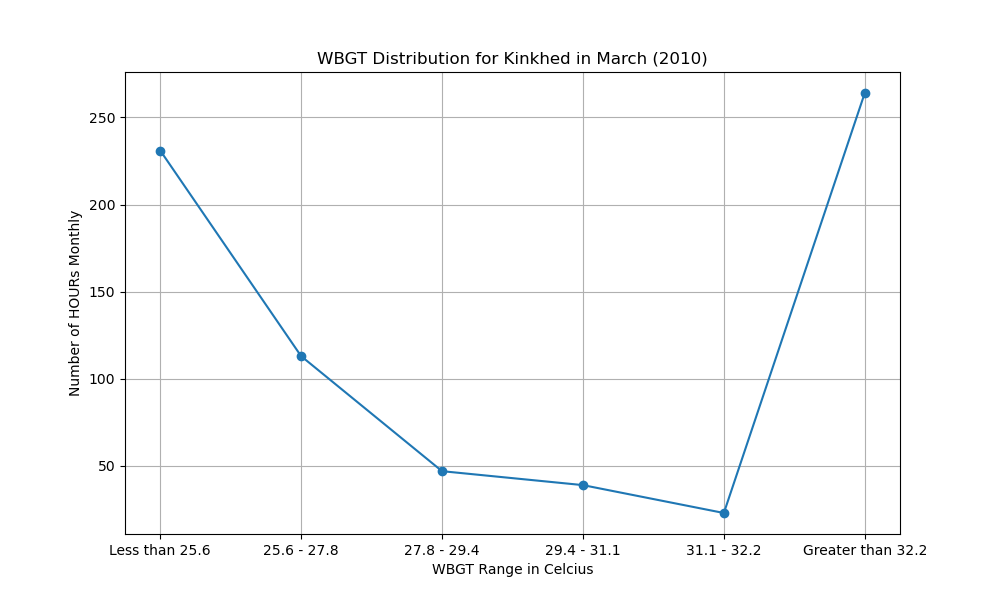 WBGT Distribution for Kinkhed in March (2010)
Number of HOURs Monthly
250
200
150
100
50
Less than 25.6
25.6 - 27.8
27.8 - 29.4
29.4 - 31.1
31.1 - 32.2
Greater than 32.2
WBGT Range in Celcius